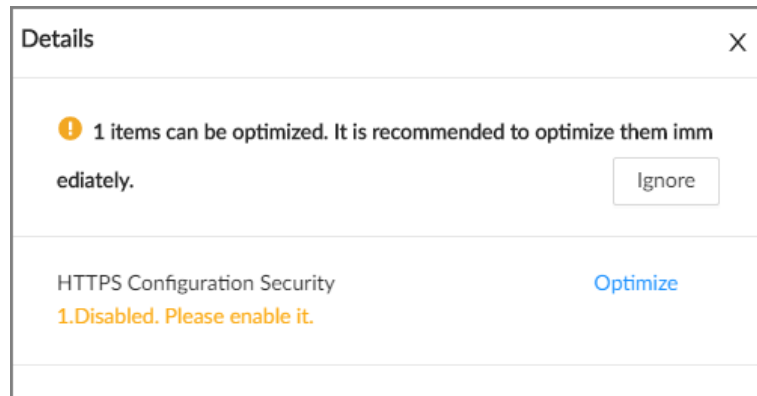 Details
X
1 items can be optimized. It is recommended to optimize them imm
ediately.
Ignore
HTTPS Configuration Security
Optimize
1.Disabled. Please enable it.